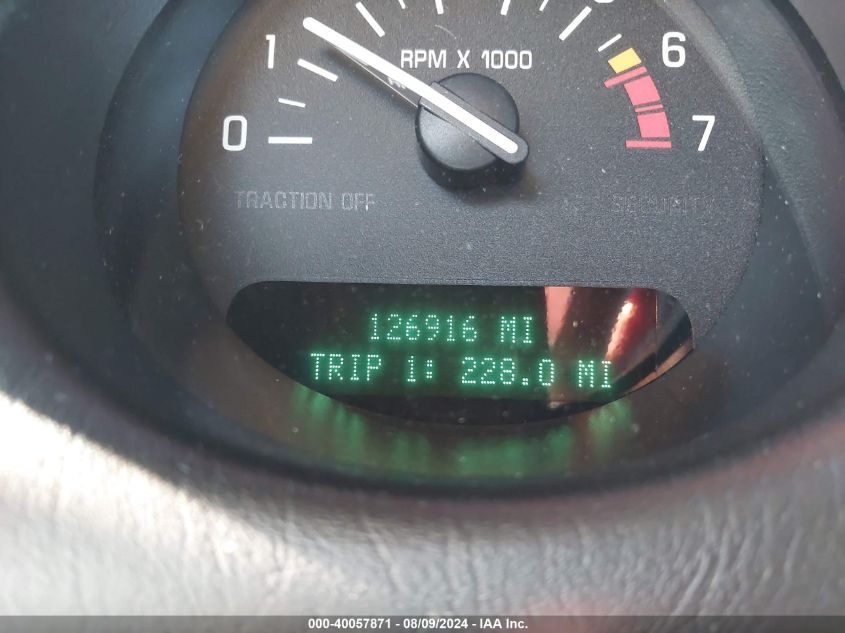 RPM X 1000
0
1
6
7
TRACTION OFF
SECURITY
126916 MI
TRIP 1: 228.0 MI
000-40057871 - 08/09/2024 - IAA Inc.